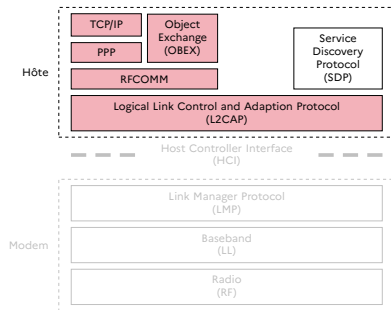 TCP/IP
Object
Exchange
(OBEX)
PPP
RFCOMM
Service
Discovery
Protocol
(SDP)
Hôte
Logical Link Control and Adaption Protocol
(L2CAP)
Host Controller Interface
(HCI)
Link Manager Protocol
(LMP)
Modem
Baseband
(LL)
Radio
(RF)